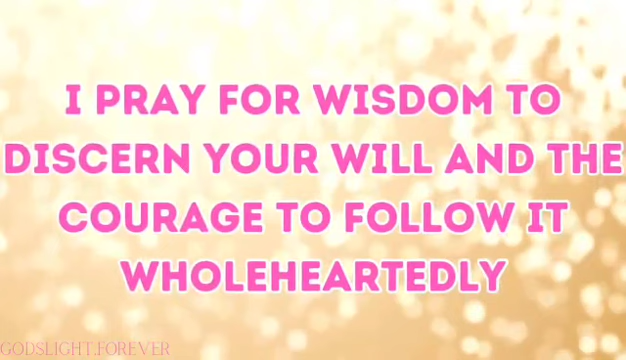 I PRAY FOR WISDOM TO
DISCERN YOUR WILL AND THE
COURAGE TO FOLLOW IT
WHOLEHEARTEDLY
GODSLIGHT.FOREVER